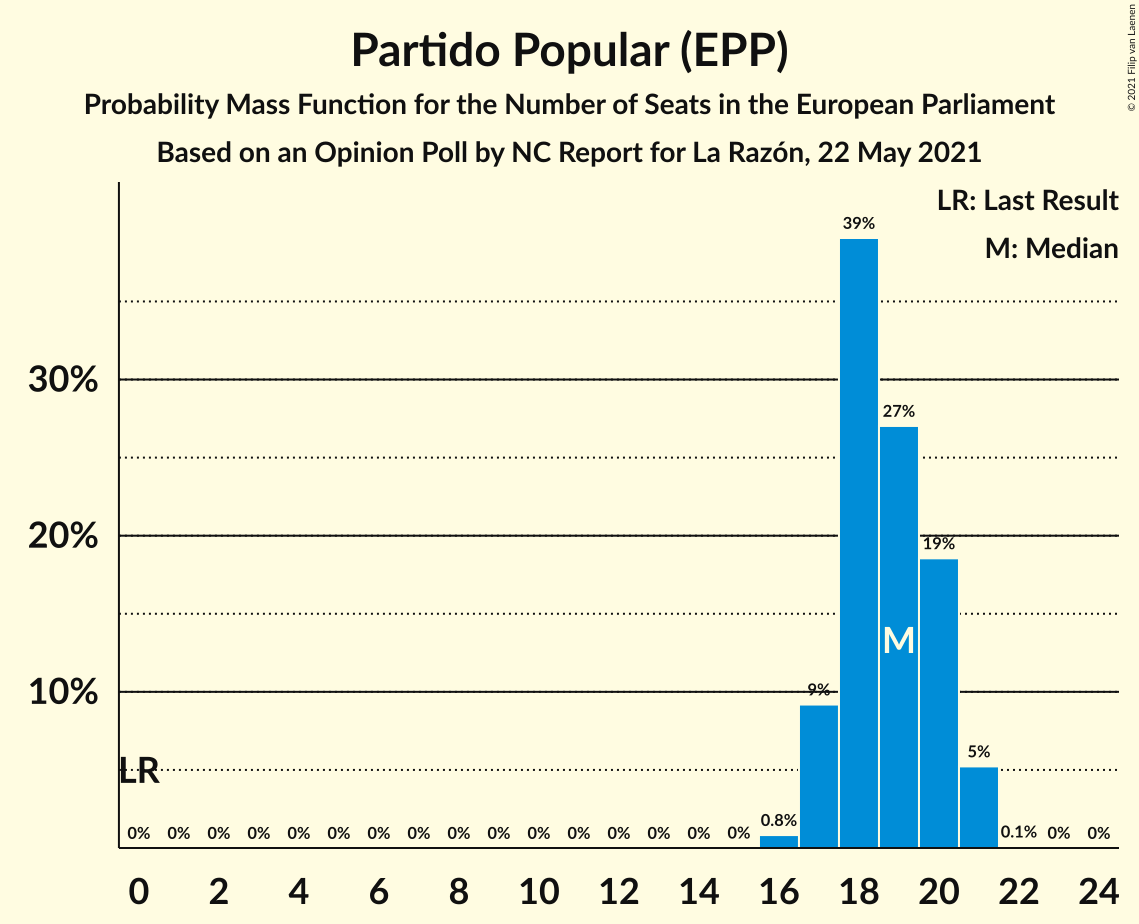 Partido Popular (EPP)
Probability Mass Function for the Number of Seats in the European Parliament
Based on an Opinion Poll by NC Report for La Razón, 22 May 2021
© 2021 Filip van Laenen
LR: Last Result
M: Median
39%
30%
27%
20%
19%
M
10%
9%
LR
5%
0% 0% 0% 0% 0% 0% 0% 0% 0% 0% 0% 0% 0% 0% 0% 0% 0.8% 0.1% 0% 0%
0 2 4 6 8 10 12 14 16 18 20 22 24